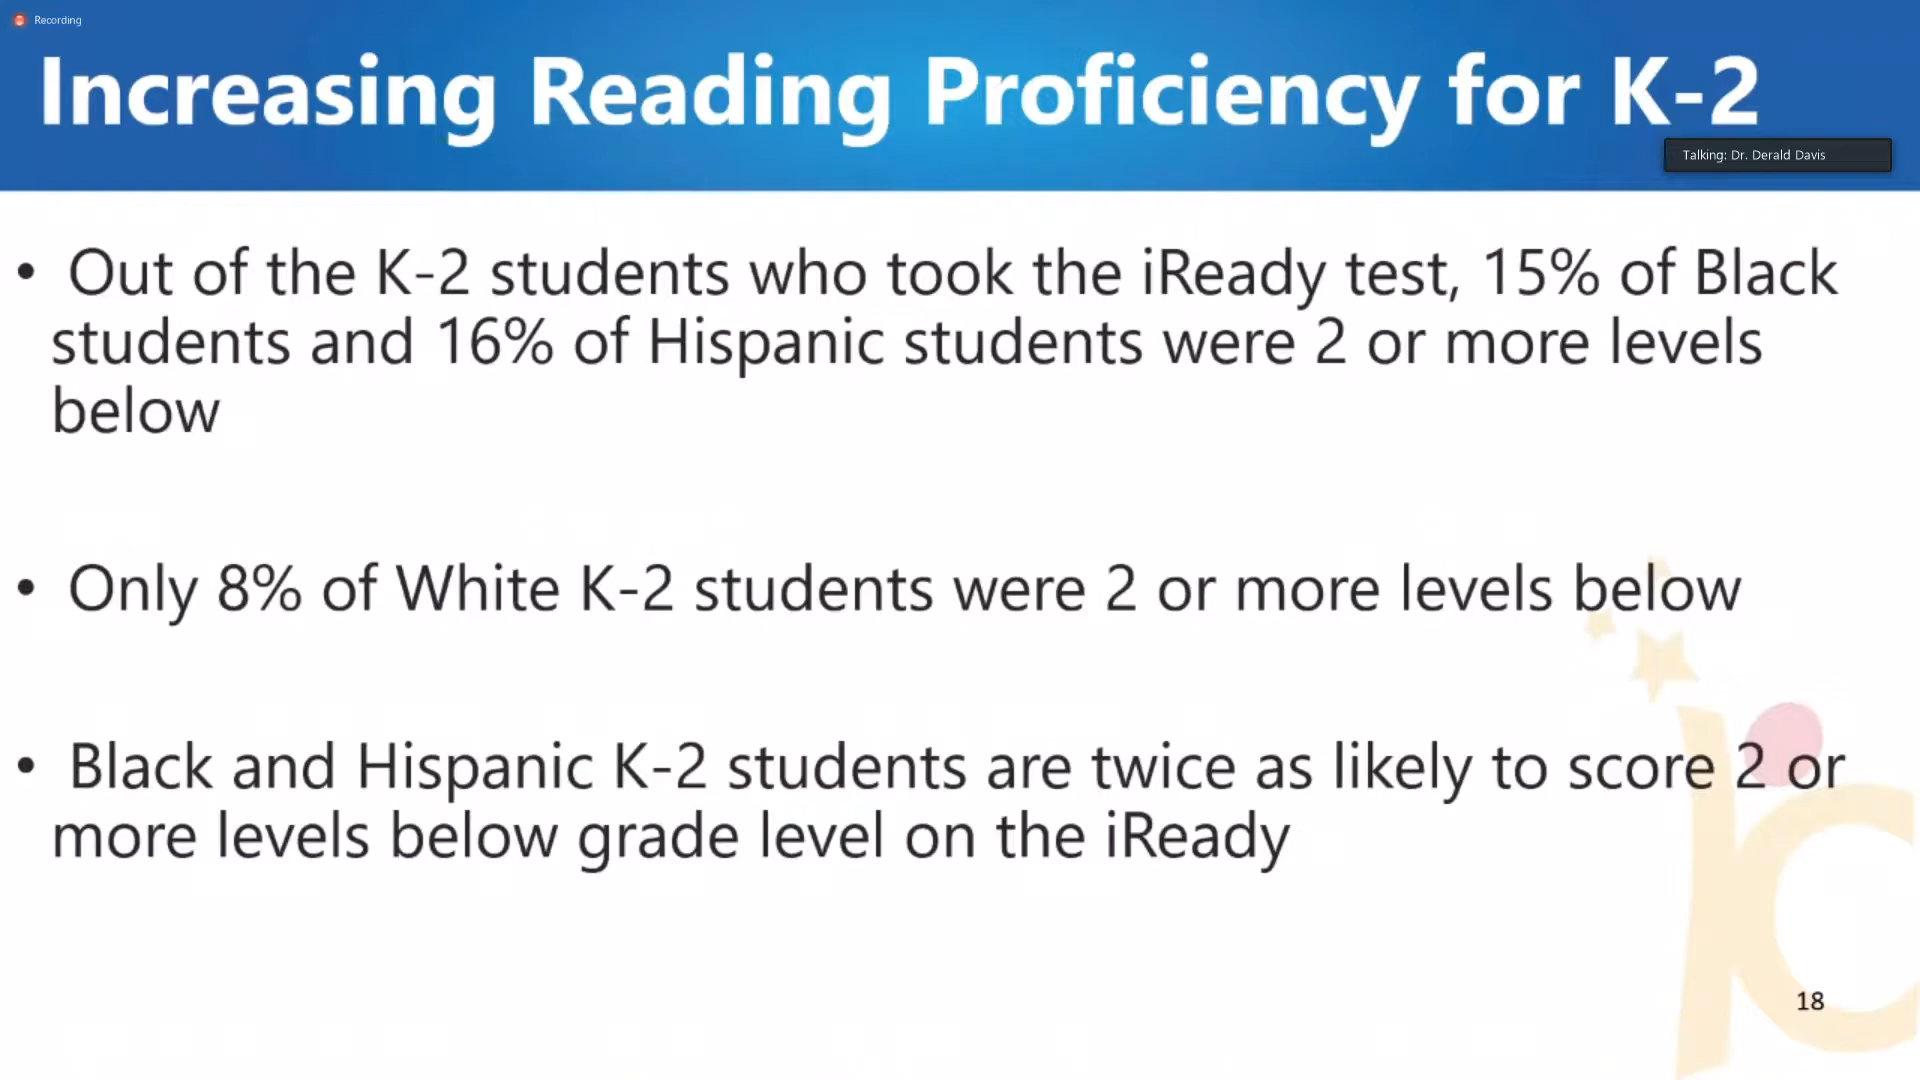 Recording
Increasing Reading Proficiency for K-2
Talking: Dr. Derald Davis
• Out of the K-2 students who took the iReady test, 15% of Black
students and 16% of Hispanic students were 2 or more levels
below
• Only 8% of White K-2 students were 2 or more levels below
• Black and Hispanic K-2 students are twice as likely to score 2 or
more levels below grade level on the iReady
18